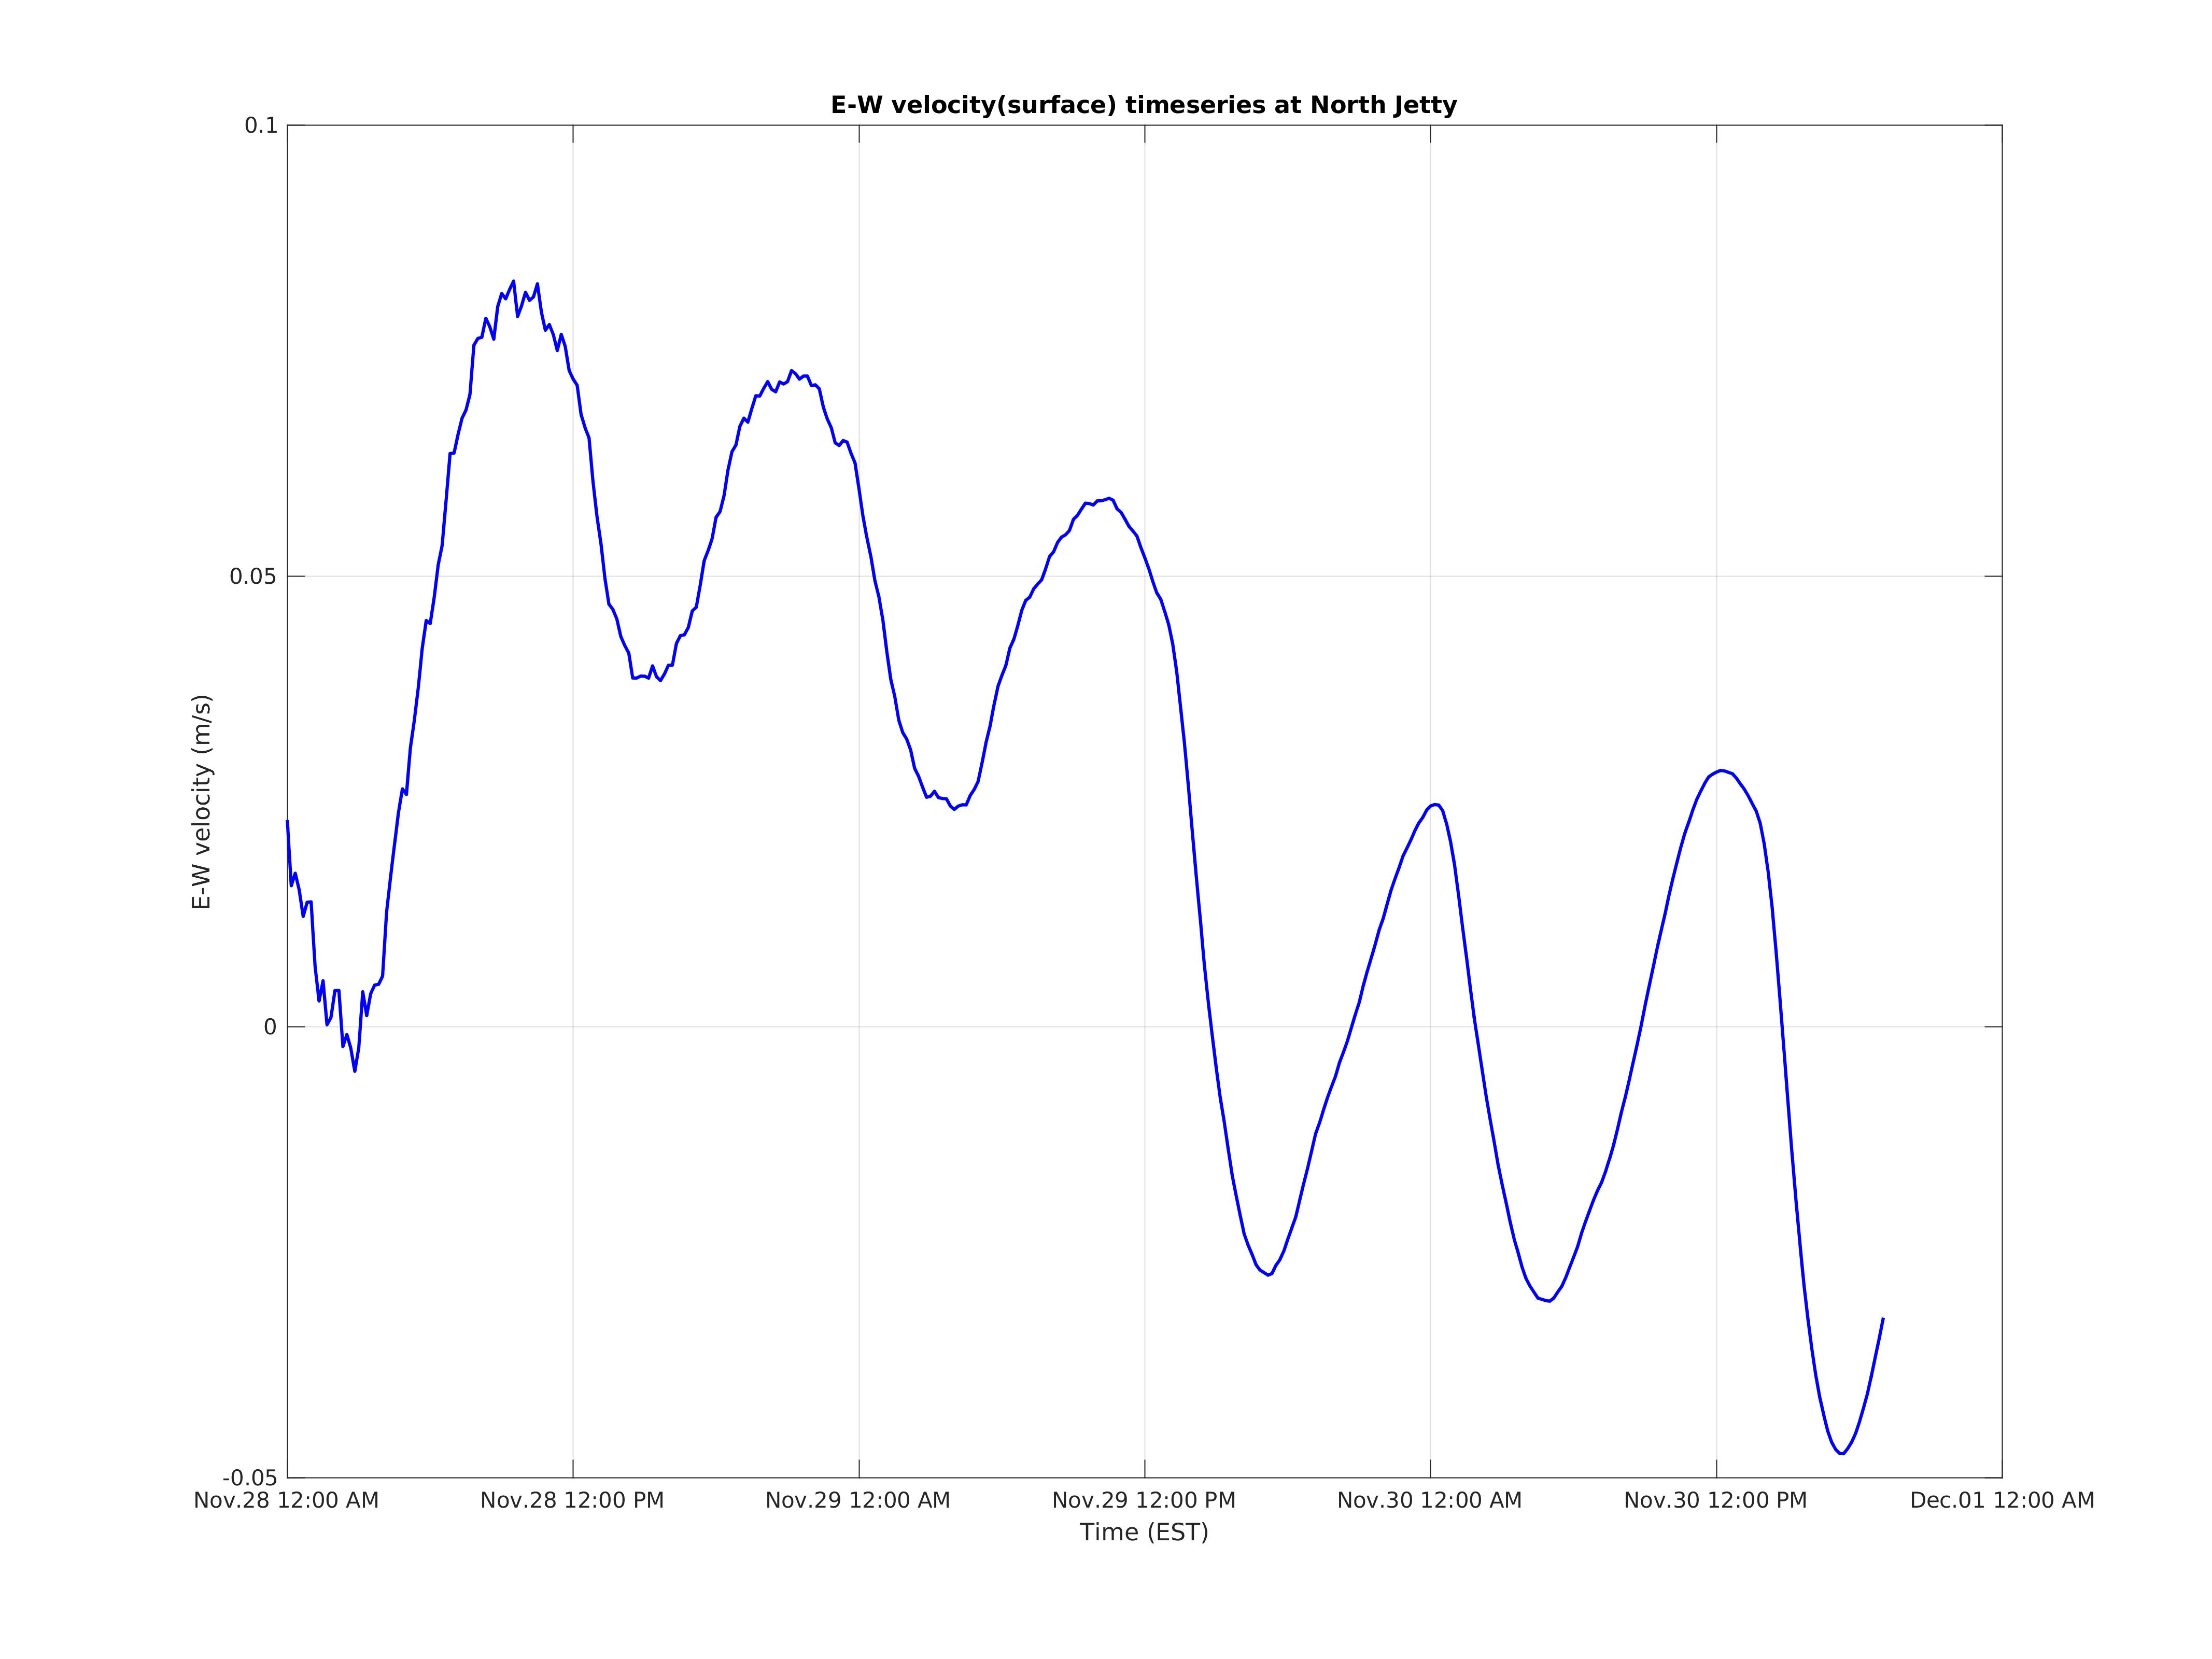 E-W velocity(surface) timeseries at North Jetty
0.1
0.05
0
-0.05
E-W velocity (m/s)
Nov.28 12:00 AM
Nov.28 12:00 PM
Nov.29 12:00 AM
Nov.29 12:00 PM
Nov.30 12:00 AM
Nov.30 12:00 PM
Dec.01 12:00 AM
Time (EST)